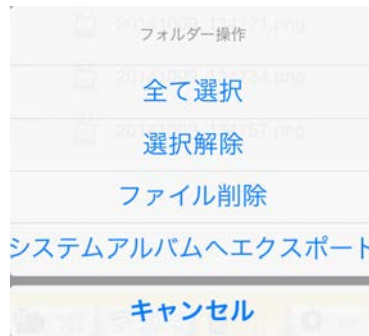 フォルダー操作
全て選択
選択解除
ファイル削除
システムアルバムへエクスポート
キャンセル